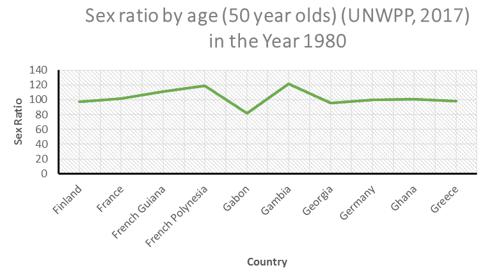 Sex ratio by age (50 year olds) (UNWPP, 2017)
in the Year 1980
140
120
100
80
60
40
20
0
Sex Ratio
Finland
France
French Guiana
French Polynesia
Gabon
Gambia
Georgia
Germany
Ghana
Greece
Country